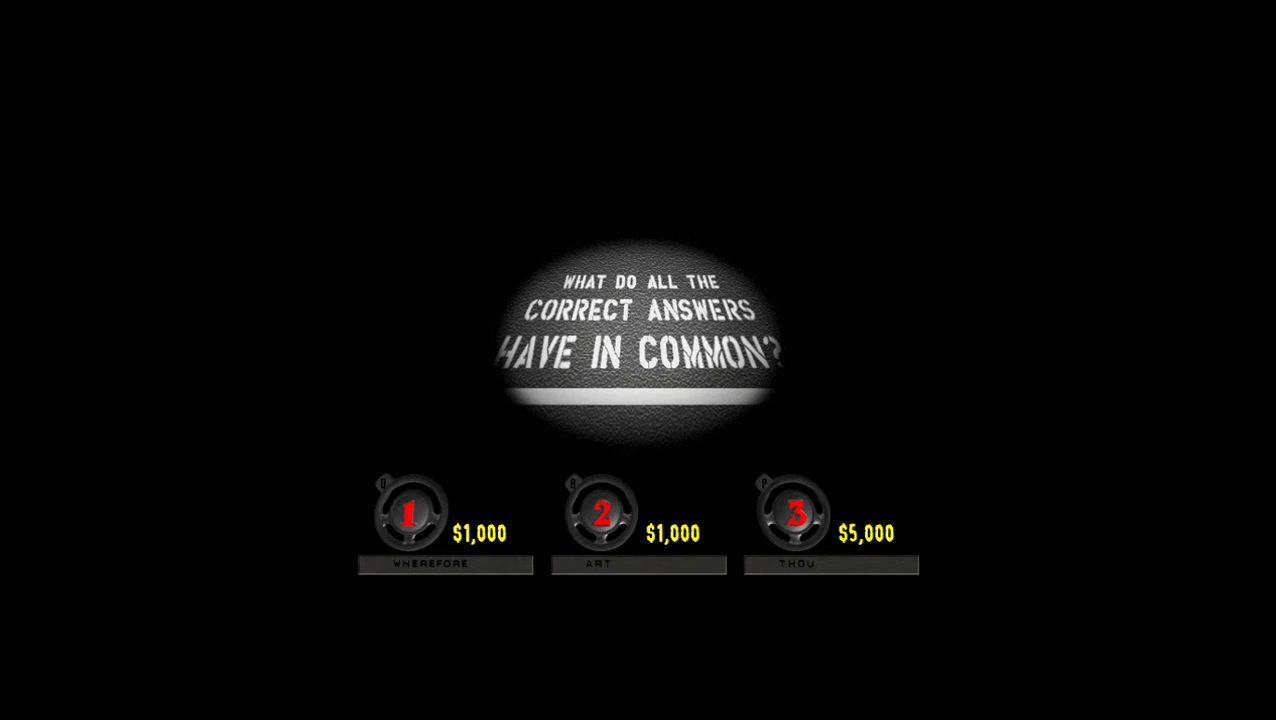 WHAT DO ALL THE
CORRECT ANSWERS
HAVE IN COMMON?
Q
1
$1,000
WHEREFORE
B
2
$1,000
ART
P
3
$5,000
THOU